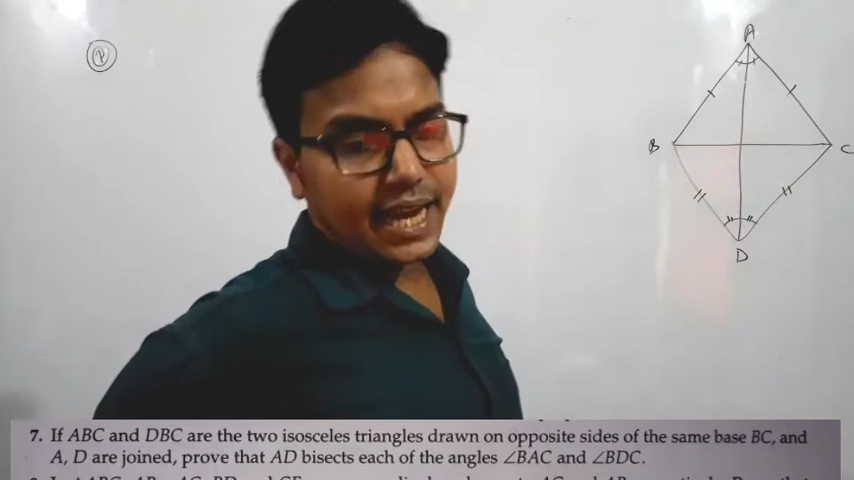 7
A
B
C
D
7. If ABC and DBC are the two isosceles triangles drawn on opposite sides of the same base BC, and
A, D are joined, prove that AD bisects each of the angles ∠BAC and ∠BDC.